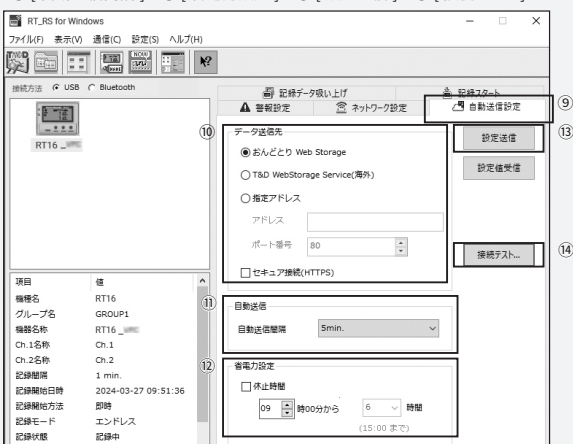 RT_RS for Windows
ファイル(F) 表示(V) 通信(C) 設定(S) ヘルプ(H)
接続方法 USB Bluetooth
RT16_
記録データ吸い上げ 記録スタート
警報設定 ネットワーク設定 自動送信設定 ⑨
⑩ データ送信先
おんどとり Web Storage
T&D WebStorage Service(海外)
指定アドレス
アドレス
ポート番号 80
セキュア接続(HTTPS)
設定送信 ⑬
設定値受信
接続テスト... ⑭
⑪ 自動送信
自動送信間隔 5min.
⑫ 省電力設定
休止時間
09 時00分から 6 時間
(15:00 まで)
項目 値
機種名 RT16
グループ名 GROUP1
機器名称 RT16_
Ch.1名称 Ch.1
Ch.2名称 Ch.2
記録間隔 1 min.
記録開始日時 2024-03-27 09:51:36
記録開始方法 即時
記録モード エンドレス
記録状態 記録中